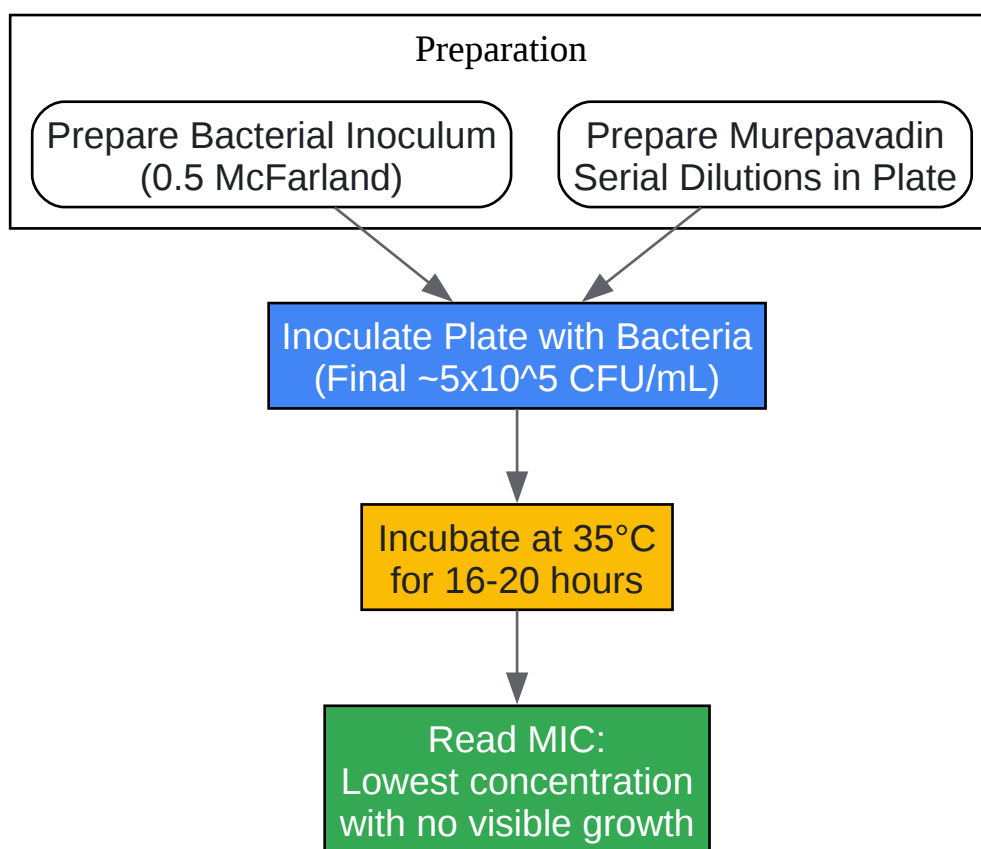 Preparation
Prepare Bacterial Inoculum
(0.5 McFarland)
Prepare Murepavadin
Serial Dilutions in Plate
Inoculate Plate with Bacteria
(Final ~5x10^5 CFU/mL)
Incubate at 35°C
for 16-20 hours
Read MIC:
Lowest concentration
with no visible growth